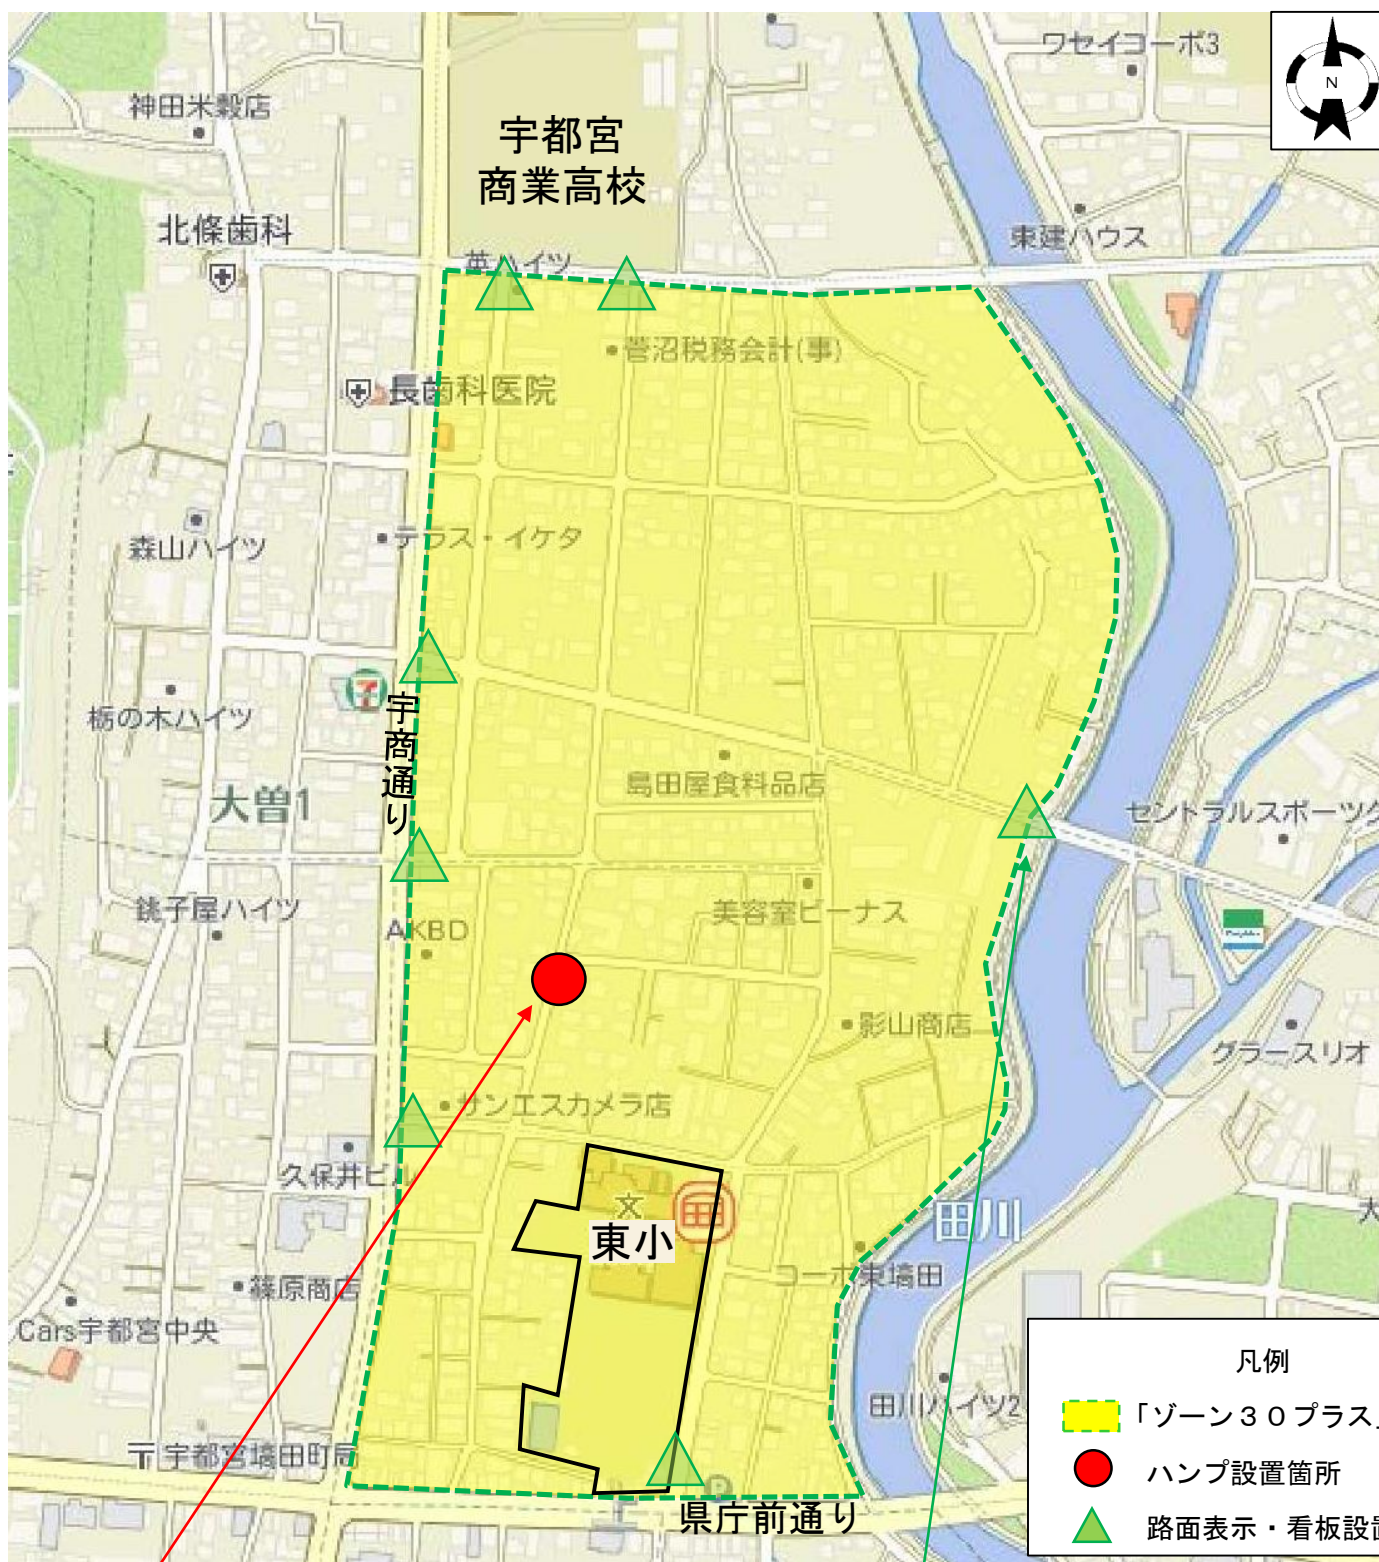 ワセイコーポ3
N
神田米穀店
宇都宮
商業高校
北條歯科
東建ハウス
英ハイツ
菅沼税務会計(事)
長歯科医院
テラス・イケタ
森山ハイツ
栃の木ハイツ
宇商通り
島田屋食料品店
大曽1
セントラルスポーツク
銚子屋ハイツ
AKBD
美容室ビーナス
影山商店
グラースリオ
サンエスカメラ店
久保井ビル
東小
田川
大
コーポ東塙田
篠原商店
Cars宇都宮中央
凡例
田川ハイツ2
「ゾーン30プラス」
〒宇都宮塙田町局
ハンプ設置箇所
P
県庁前通り
路面表示・看板設置